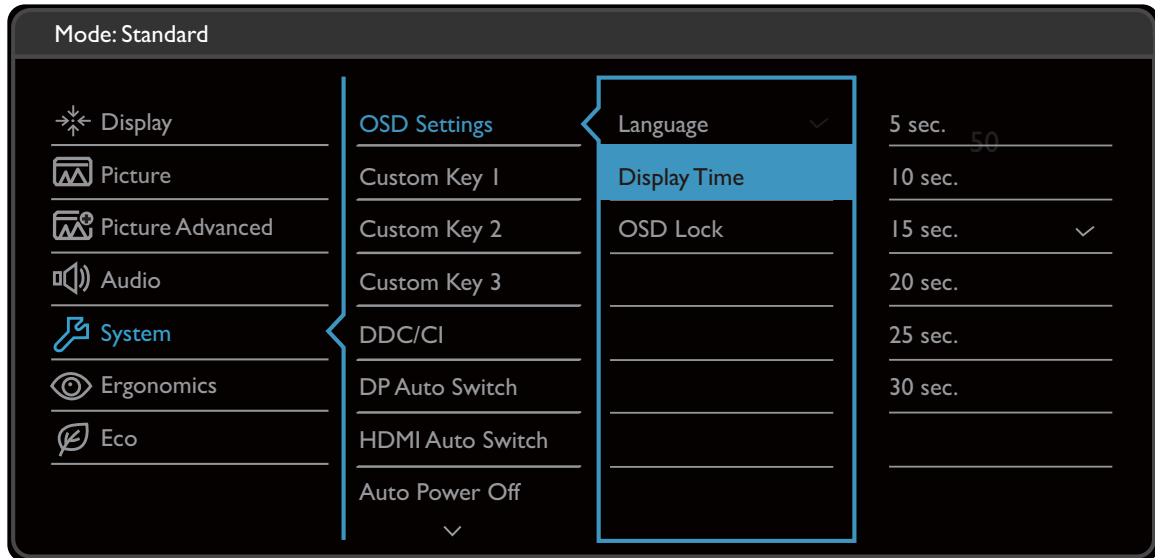 Mode: Standard
Display
Picture
Picture Advanced
Audio
System
Ergonomics
Eco
OSD Settings
Custom Key 1
Custom Key 2
Custom Key 3
DDC/CI
DP Auto Switch
HDMI Auto Switch
Auto Power Off
Language
Display Time
OSD Lock
5 sec.
50
10 sec.
15 sec.
20 sec.
25 sec.
30 sec.